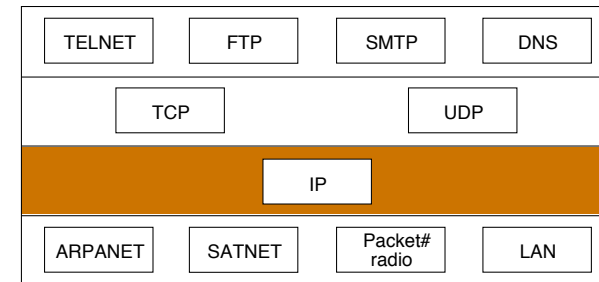 TELNET FTP SMTP DNS
TCP UDP
IP
ARPANET SATNET Packet# radio LAN